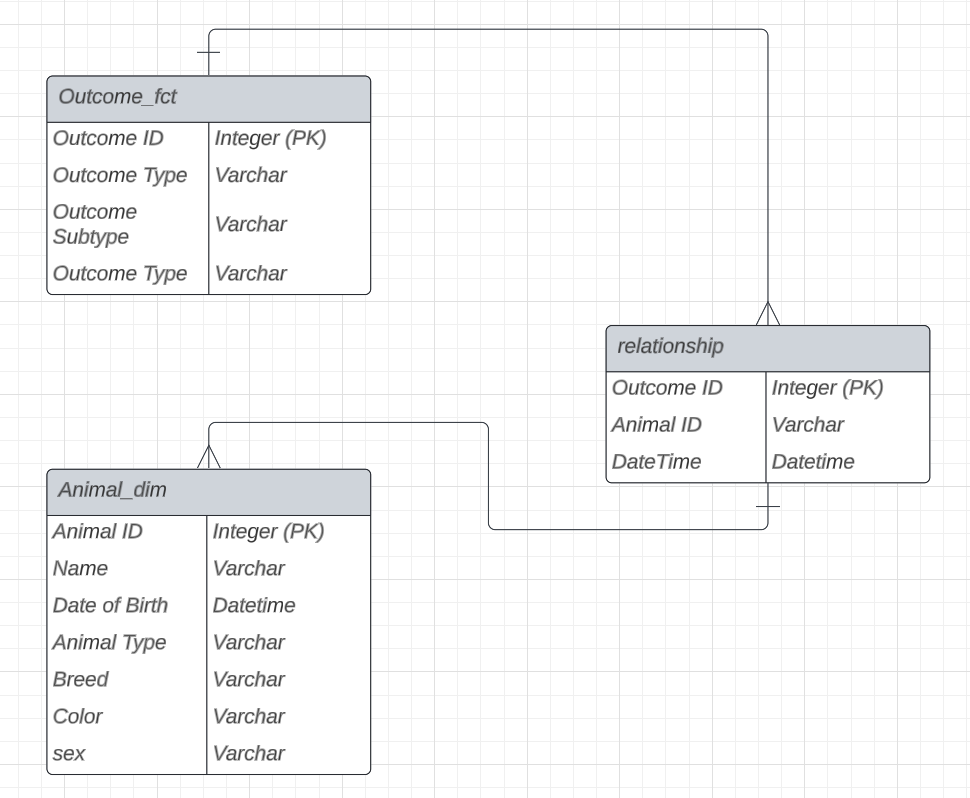 Outcome_fct
Outcome ID Integer (PK)
Outcome Type Varchar
Outcome
Subtype Varchar
Outcome Type Varchar
relationship
Outcome ID Integer (PK)
Animal ID Varchar
DateTime Datetime
Animal_dim
Animal ID Integer (PK)
Name Varchar
Date of Birth Datetime
Animal Type Varchar
Breed Varchar
Color Varchar
sex Varchar